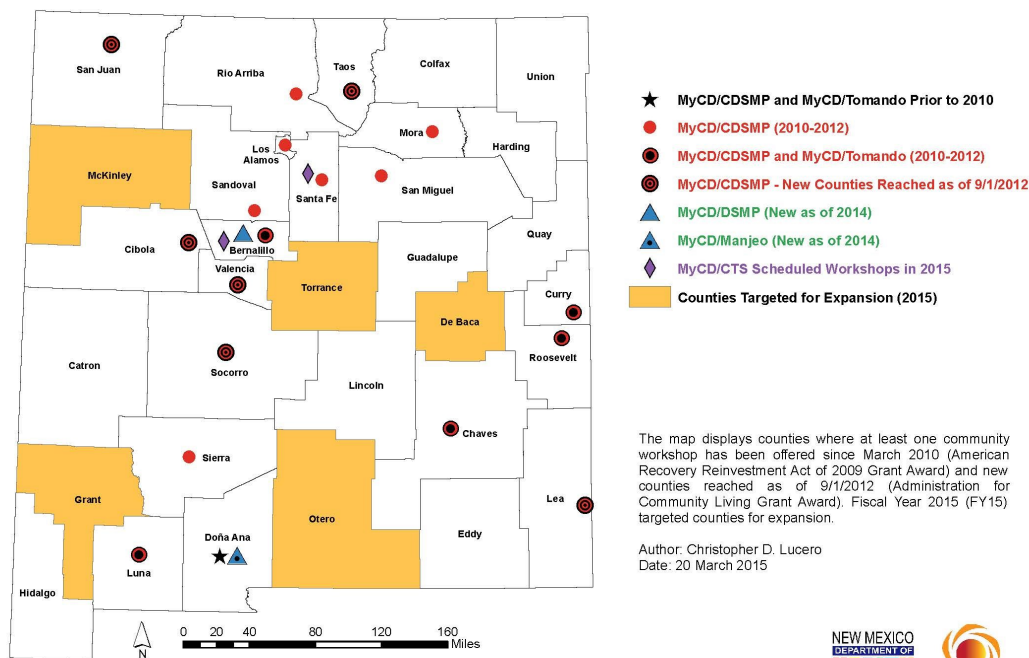 San Juan
Rio Arriba
Taos
Colfax
Union
Los
Alamos
Mora
Harding
McKinley
Sandoval
Santa Fe
San Miguel
Quay
Cibola
Bernalillo
Valencia
Torrance
Guadalupe
Curry
De Baca
Roosevelt
Catron
Socorro
Lincoln
Chaves
Sierra
Grant
Otero
Lea
Eddy
Doña Ana
Luna
Hidalgo
N
0 20 40 80 120 160
Miles
MyCD/CDSMP and MyCD/Tomando Prior to 2010
MyCD/CDSMP (2010-2012)
MyCD/CDSMP and MyCD/Tomando (2010-2012)
MyCD/CDSMP - New Counties Reached as of 9/1/2012
MyCD/DSMP (New as of 2014)
MyCD/Manjeo (New as of 2014)
MyCD/CTS Scheduled Workshops in 2015
Counties Targeted for Expansion (2015)
The map displays counties where at least one community
workshop has been offered since March 2010 (American
Recovery Reinvestment Act of 2009 Grant Award) and new
counties reached as of 9/1/2012 (Administration for
Community Living Grant Award). Fiscal Year 2015 (FY15)
targeted counties for expansion.
Author: Christopher D. Lucero
Date: 20 March 2015
NEW MEXICO
DEPARTMENT OF